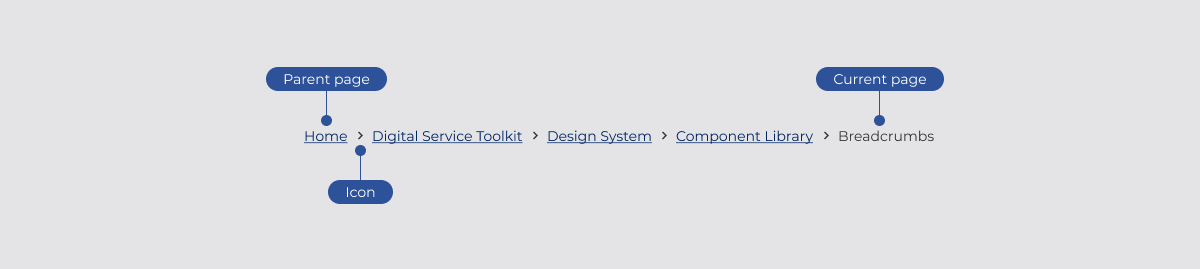 Parent page
Current page
Home > Digital Service Toolkit > Design System > Component Library > Breadcrumbs
Icon